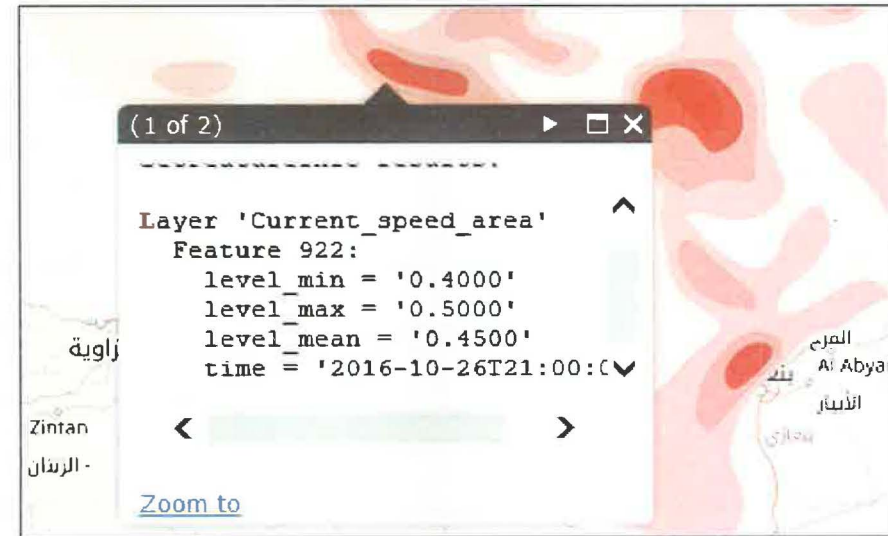 (1 of 2)
Layer 'Current_speed_area'
Feature 922:
level_min = '0.4000'
level_max = '0.5000'
level_mean = '0.4500'
time = '2016-10-26T21:00:0
Zoom to
زاوية
Zintan
الزنتان -
المرج
Al Abyar
الأبيار
بنغازي